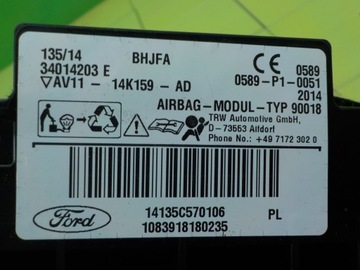 135/14 BHJFA CE 0589
34014203 E 0589-P1-0051
▽AV11- 14K159-AD 2014
AIRBAG-MODUL-TYP 90018
TRW Automotive GmbH,
D-73553 Alfdorf
Phone No.: +49 7172 302 0
Ford
14135C570106 PL
1083918180235